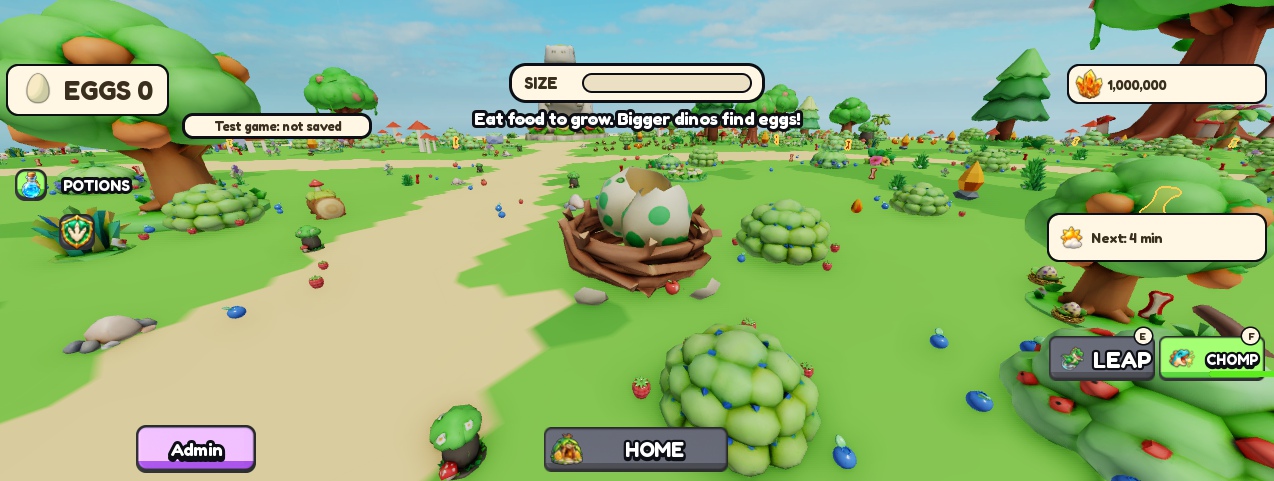 EGGS 0
SIZE
1,000,000
Test game: not saved
Eat food to grow. Bigger dinos find eggs!
POTIONS
Next: 4 min
E
F
LEAP
CHOMP
Admin
HOME